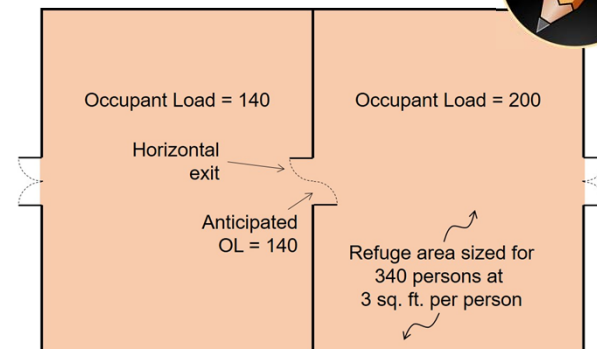 Occupant Load = 140
Occupant Load = 200
Horizontal
exit
Anticipated
OL = 140
Refuge area sized for
340 persons at
3 sq. ft. per person